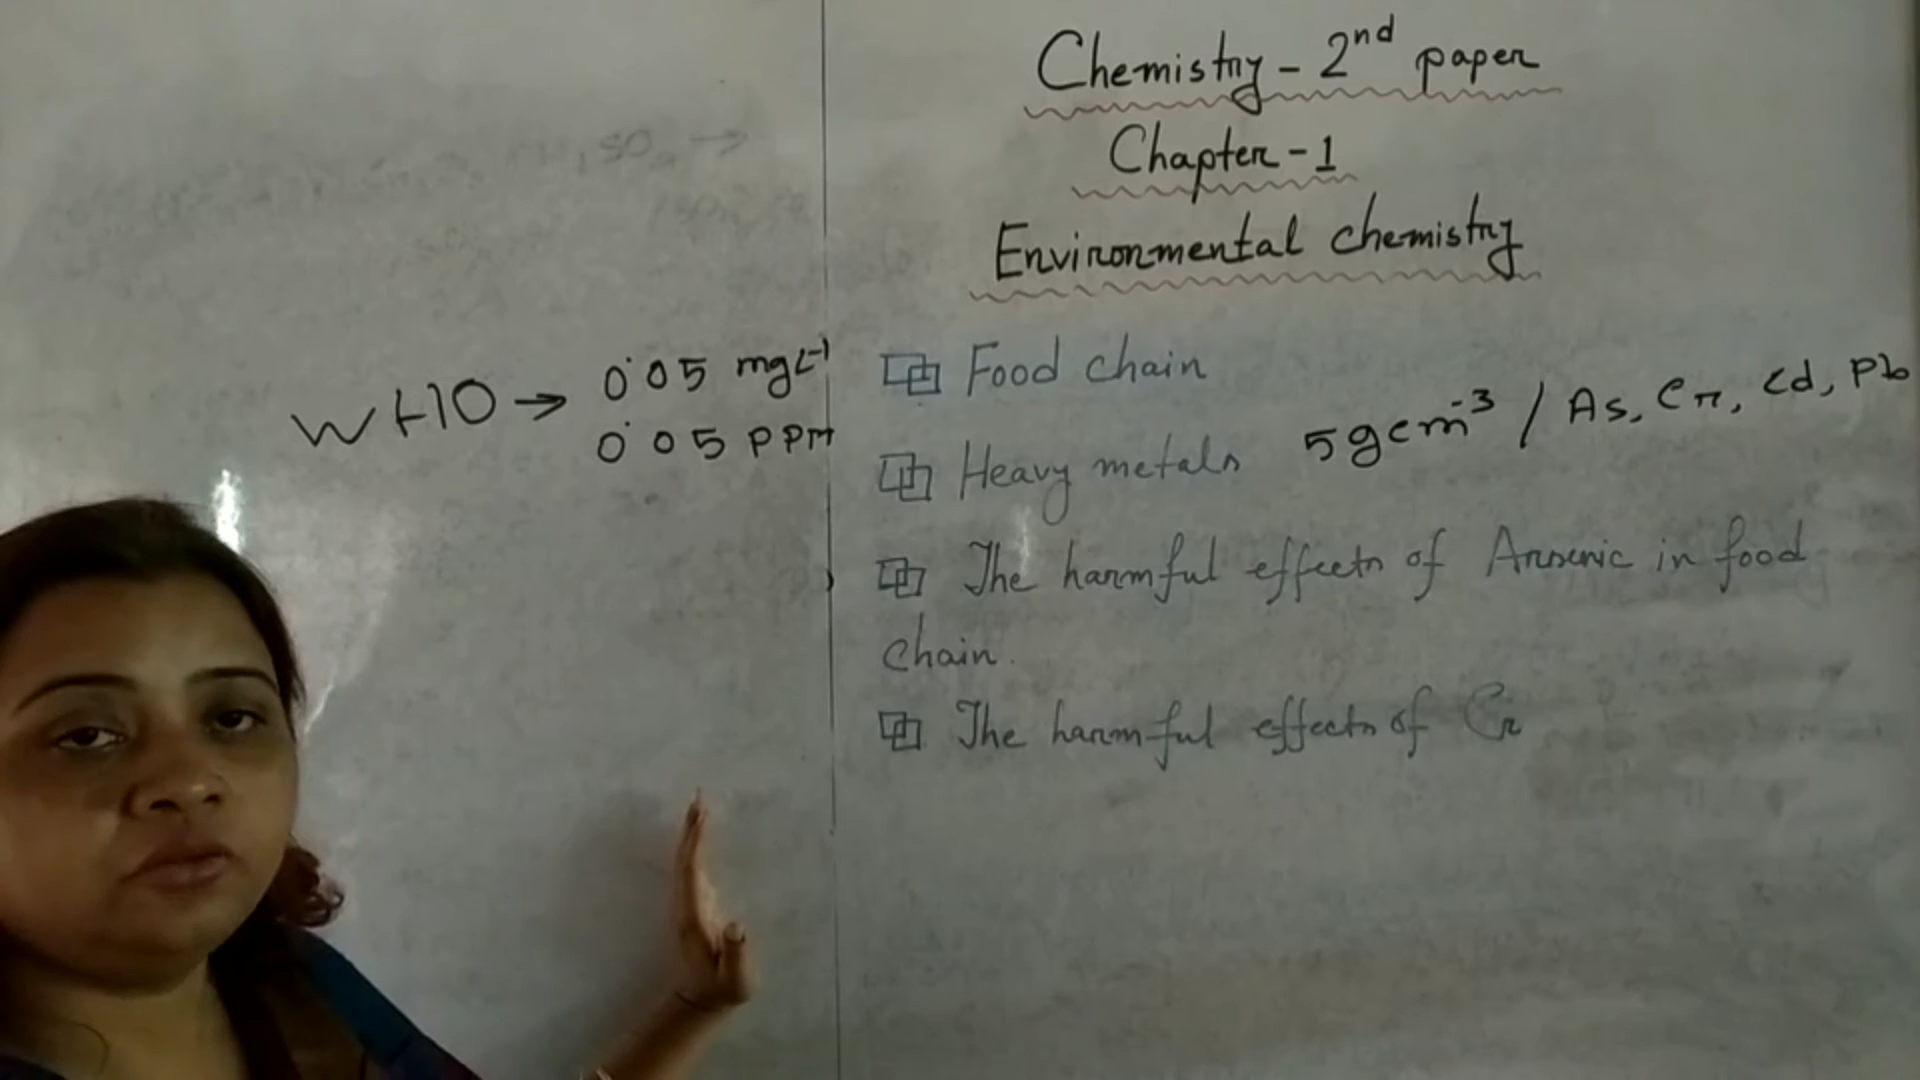 Chemistry - 2nd paper
Chapter - 1
Environmental chemistry
WHO → 0.05 mgL⁻¹
0.05 PPM
Food chain
Heavy metals 5gcm⁻³ / As, Cr, Cd, Pb
The harmful effects of Arsenic in food
chain.
The harmful effects of Cr